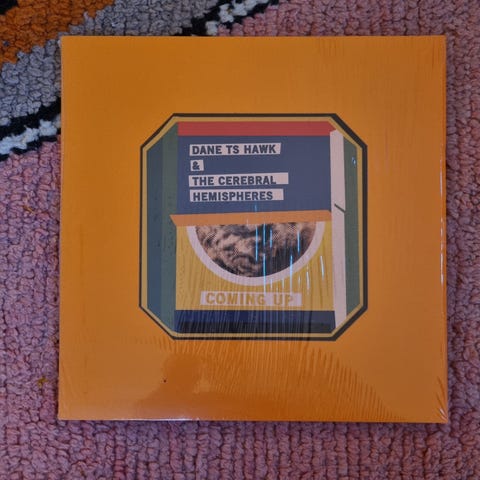 DANE TS HAWK
&
THE CEREBRAL
HEMISPHERES
COMING UP